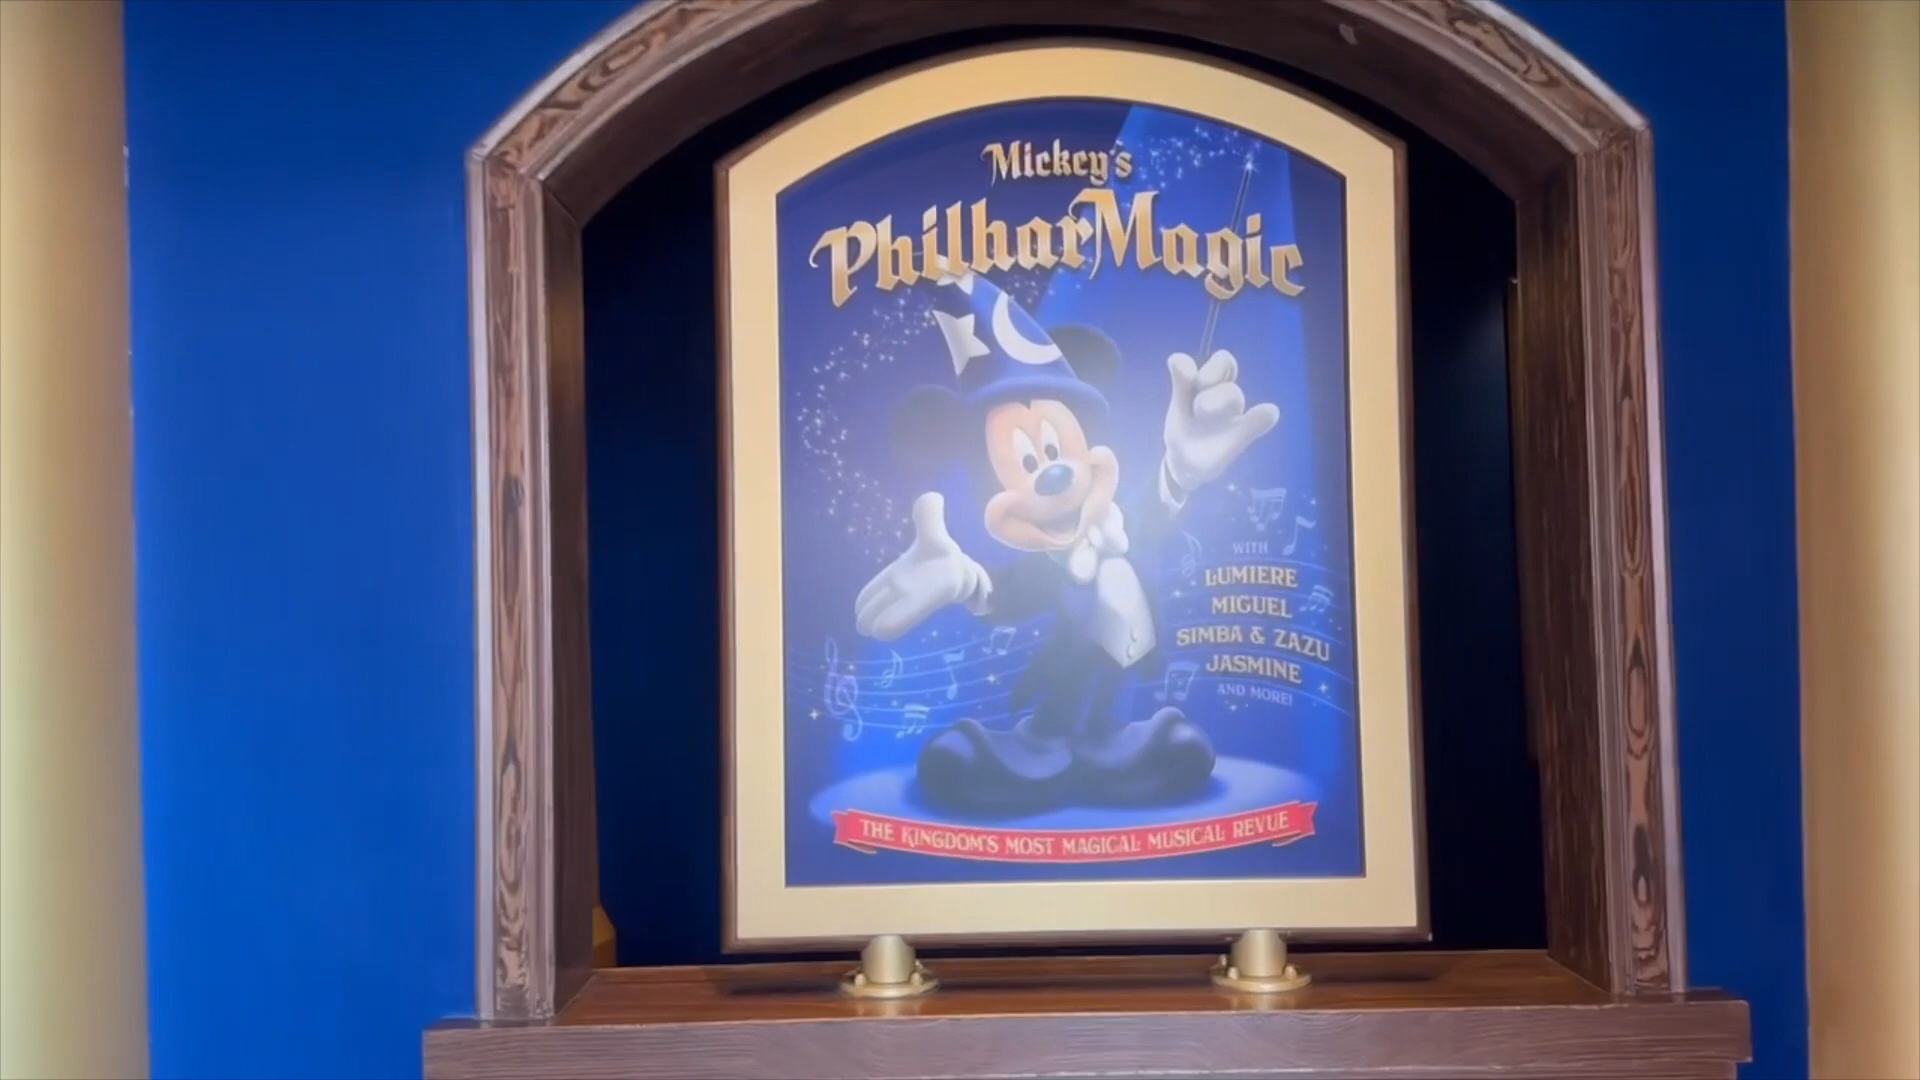 Mickey's
PhilharMagic
WITH
LUMIERE
MIGUEL
SIMBA & ZAZU
JASMINE
AND MORE!
THE KINGDOM'S MOST MAGICAL MUSICAL REVUE